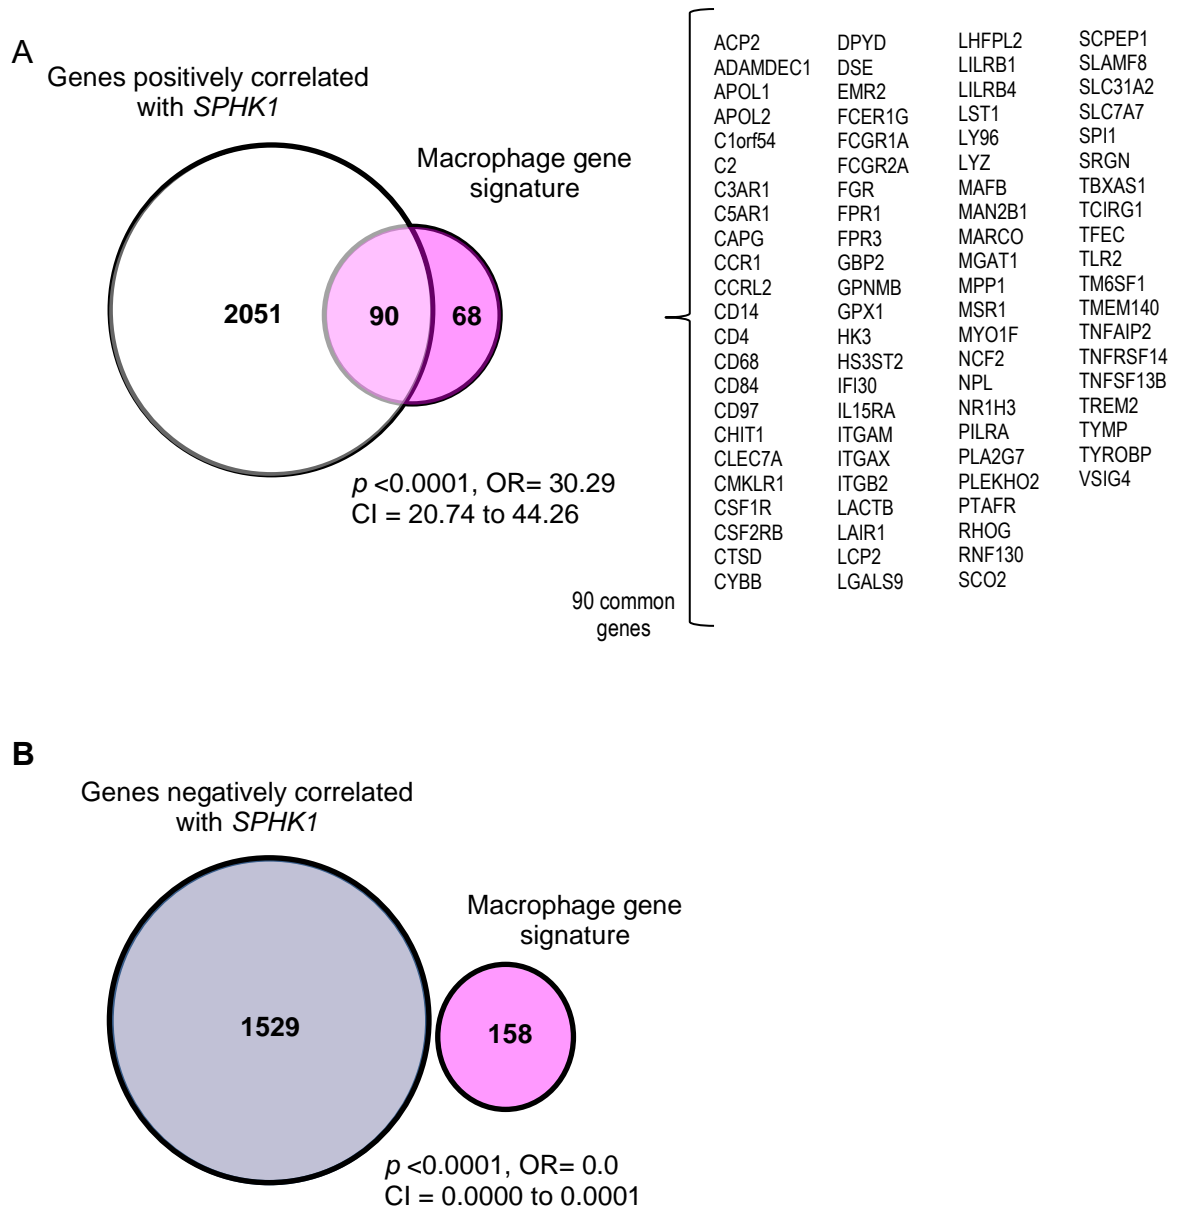 A
Genes positively correlated
with SPHK1
Macrophage gene
signature
2051
90
68
p <0.0001, OR= 30.29
CI = 20.74 to 44.26
90 common
genes
ACP2
ADAMDEC1
APOL1
APOL2
C1orf54
C2
C3AR1
C5AR1
CAPG
CCR1
CCRL2
CD14
CD4
CD68
CD84
CD97
CHIT1
CLEC7A
CMKLR1
CSF1R
CSF2RB
CTSD
CYBB
DPYD
DSE
EMR2
FCER1G
FCGR1A
FCGR2A
FGR
FPR1
FPR3
GBP2
GPNMB
GPX1
HK3
HS3ST2
IFI30
IL15RA
ITGAM
ITGAX
ITGB2
LACTB
LAIR1
LCP2
LGALS9
LHFPL2
LILRB1
LILRB4
LST1
LY96
LYZ
MAFB
MAN2B1
MARCO
MGAT1
MPP1
MSR1
MYO1F
NCF2
NPL
NR1H3
PILRA
PLA2G7
PLEKHO2
PTAFR
RHOG
RNF130
SCO2
SCPEP1
SLAMF8
SLC31A2
SLC7A7
SPI1
SRGN
TBXAS1
TCIRG1
TFEC
TLR2
TM6SF1
TMEM140
TNFAIP2
TNFRSF14
TNFSF13B
TREM2
TYMP
TYROBP
VSIG4
B
Genes negatively correlated
with SPHK1
Macrophage gene
signature
1529
158
p <0.0001, OR= 0.0
CI = 0.0000 to 0.0001